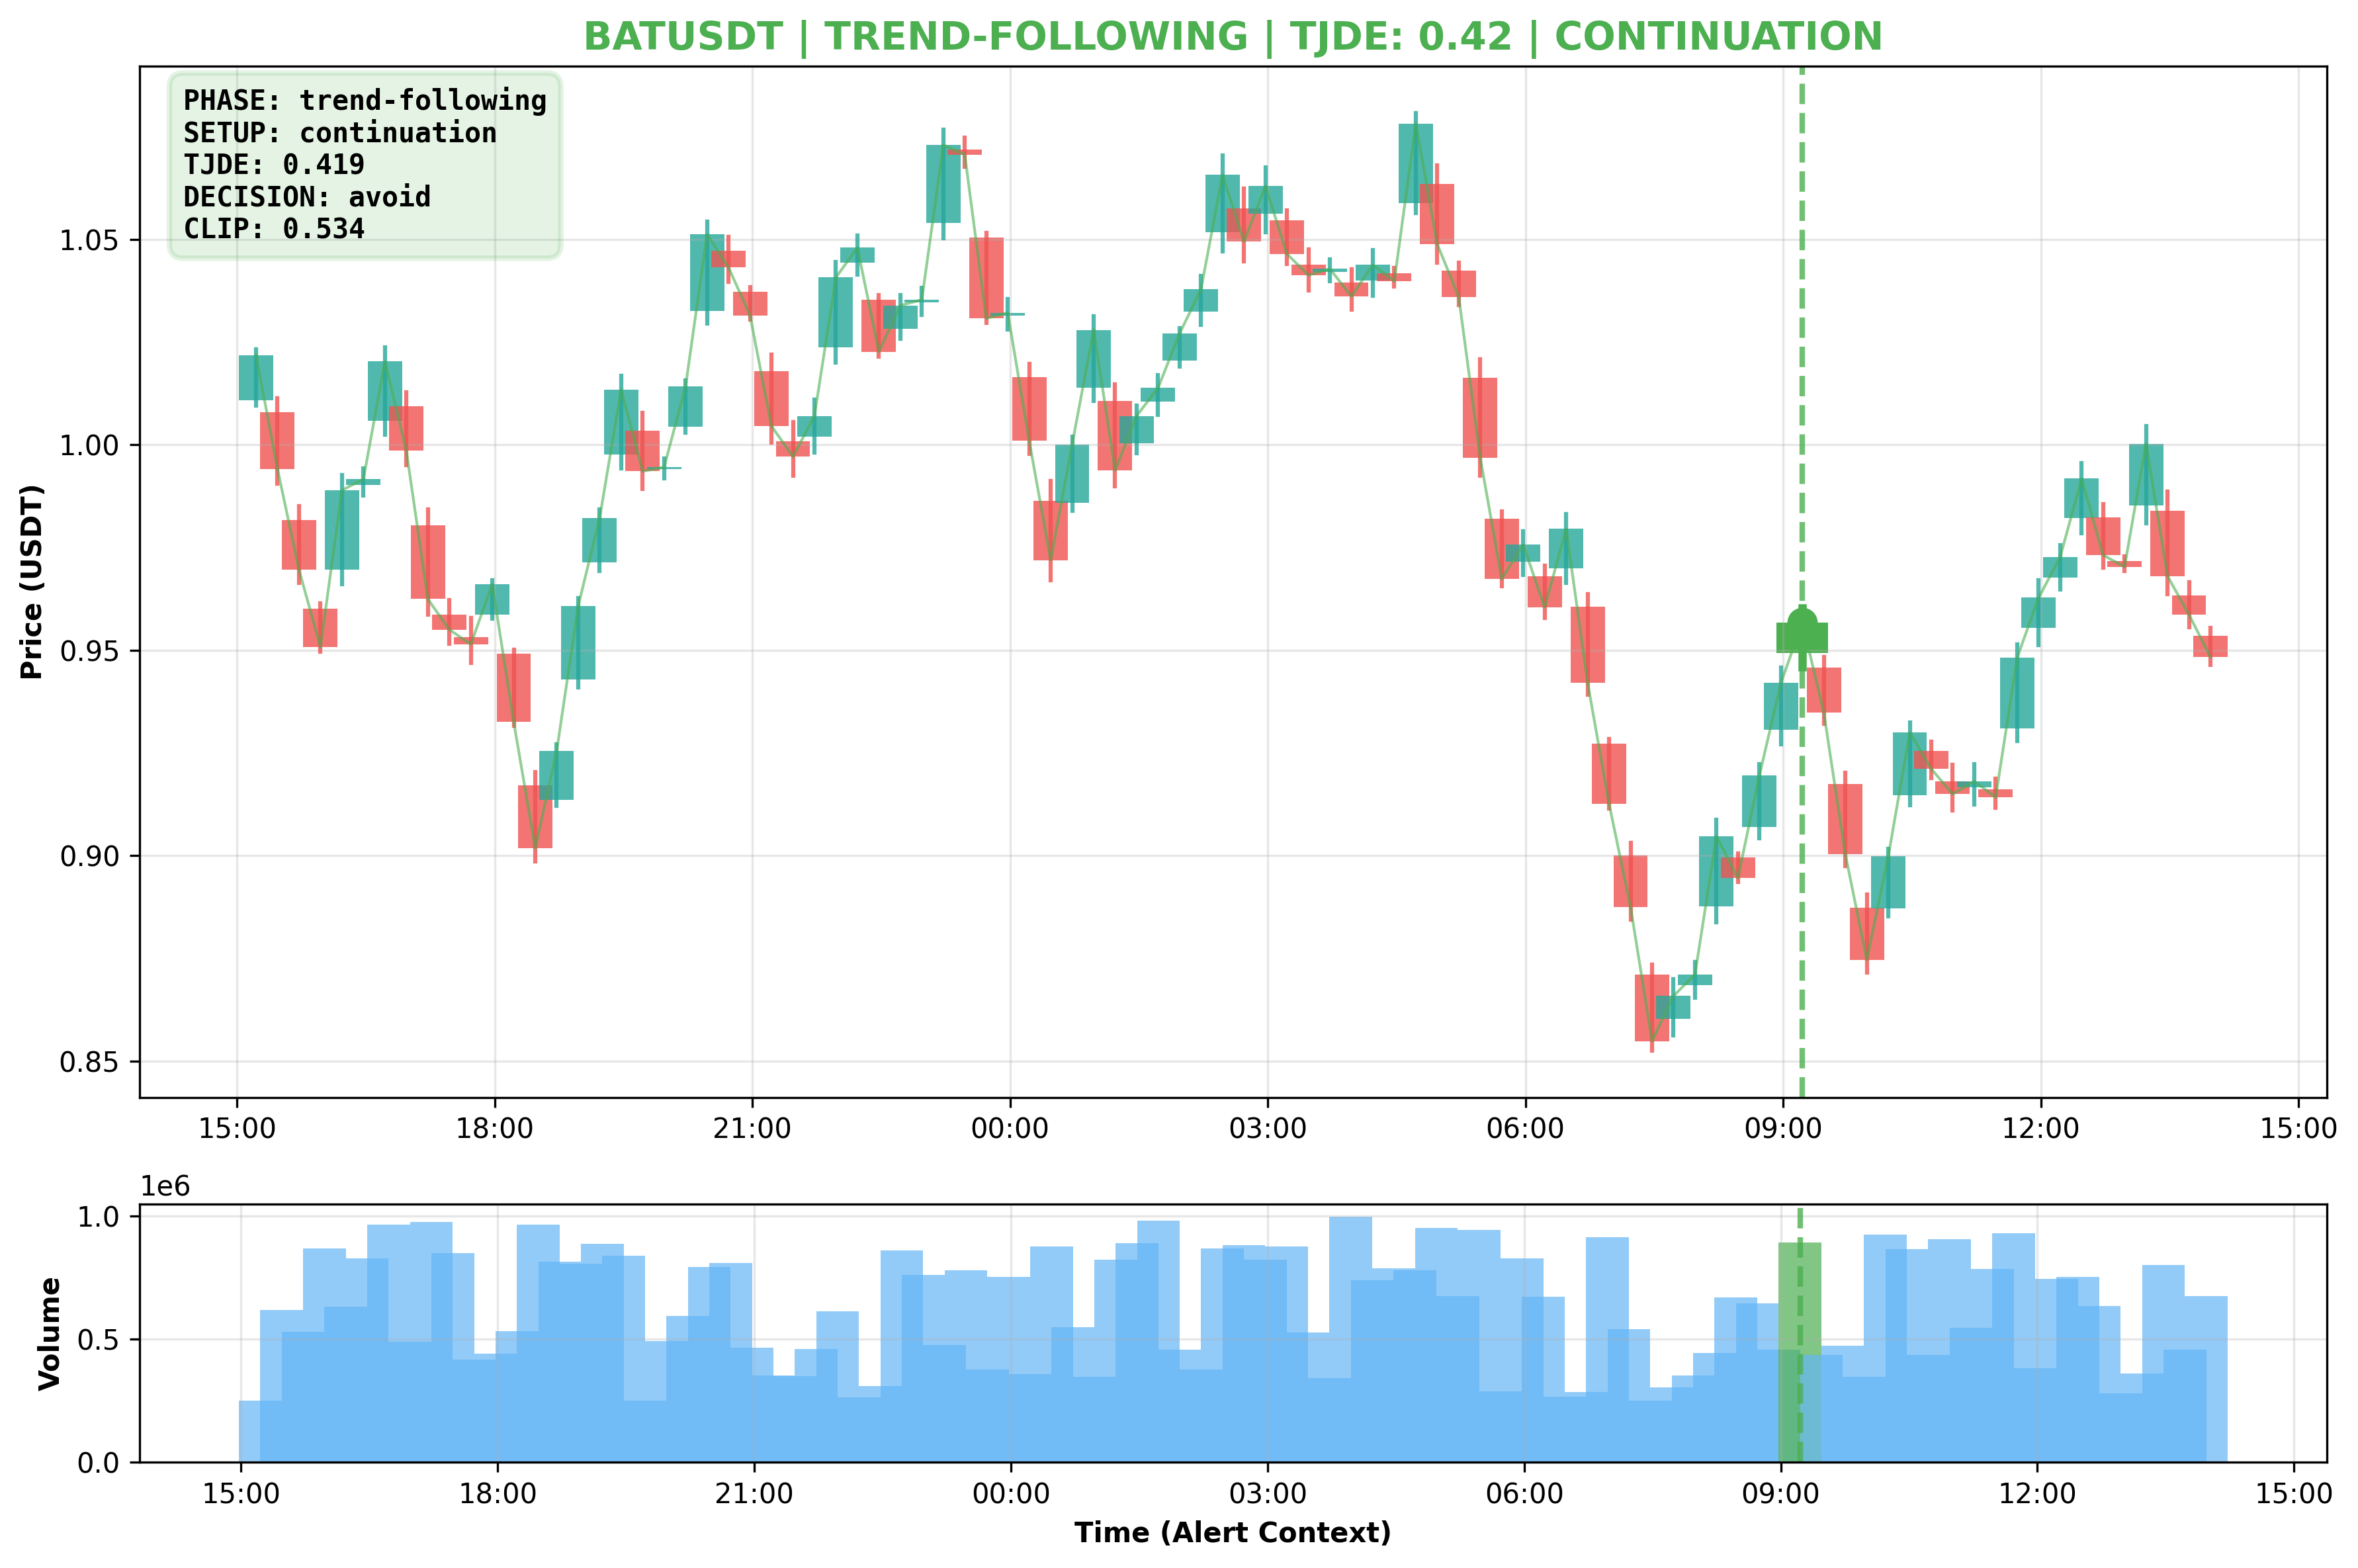 BATUSDT | TREND-FOLLOWING | TJDE: 0.42 | CONTINUATION
PHASE: trend-following
SETUP: continuation
TJDE: 0.419
DECISION: avoid
CLIP: 0.534
Price (USDT)
1.05
1.00
0.95
0.90
0.85
15:00 18:00 21:00 00:00 03:00 06:00 09:00 12:00 15:00
1e6
Volume
1.0
0.5
0.0
15:00 18:00 21:00 00:00 03:00 06:00 09:00 12:00 15:00
Time (Alert Context)